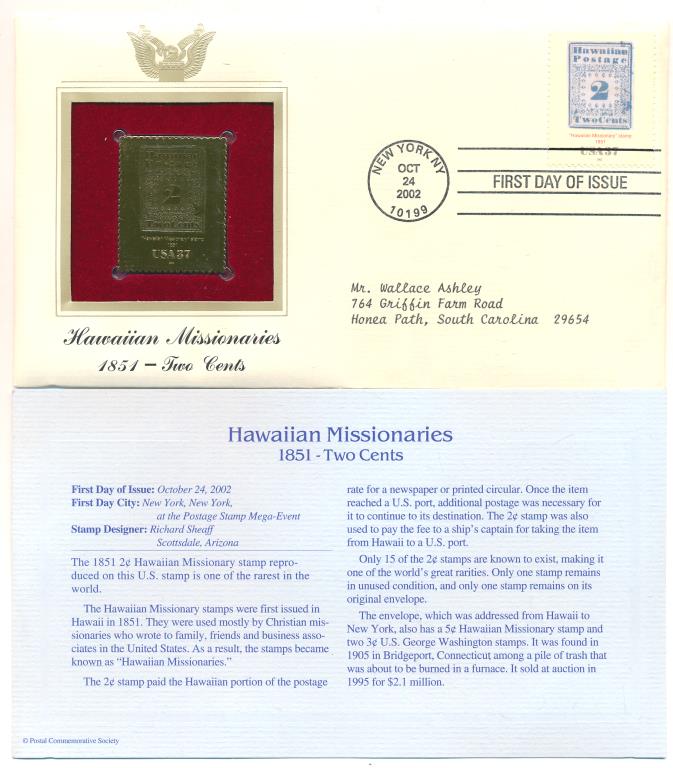 Hawaiian
Postage
2
Two Cents
"Hawaiian Missionary" stamp
1851
USA37
Two Cents
"Hawaiian Missionary" stamp
1851
USA37
NEW YORK NY
OCT
24
2002
10199
FIRST DAY OF ISSUE
Mr. Wallace Ashley
764 Griffin Farm Road
Honea Path, South Carolina 29654
Hawaiian Missionaries
1851 – Two Cents
Hawaiian Missionaries
1851 - Two Cents
First Day of Issue: October 24, 2002
First Day City: New York, New York,
at the Postage Stamp Mega-Event
Stamp Designer: Richard Sheaff
Scottsdale, Arizona
The 1851 2¢ Hawaiian Missionary stamp repro-
duced on this U.S. stamp is one of the rarest in the
world.
The Hawaiian Missionary stamps were first issued in
Hawaii in 1851. They were used mostly by Christian mis-
sionaries who wrote to family, friends and business asso-
ciates in the United States. As a result, the stamps became
known as “Hawaiian Missionaries.”
The 2¢ stamp paid the Hawaiian portion of the postage
rate for a newspaper or printed circular. Once the item
reached a U.S. port, additional postage was necessary for
it to continue to its destination. The 2¢ stamp was also
used to pay the fee to a ship's captain for taking the item
from Hawaii to a U.S. port.
Only 15 of the 2¢ stamps are known to exist, making it
one of the world's great rarities. Only one stamp remains
in unused condition, and only one stamp remains on its
original envelope.
The envelope, which was addressed from Hawaii to
New York, also has a 5¢ Hawaiian Missionary stamp and
two 3¢ U.S. George Washington stamps. It was found in
1905 in Bridgeport, Connecticut among a pile of trash that
was about to be burned in a furnace. It sold at auction in
1995 for $2.1 million.
© Postal Commemorative Society